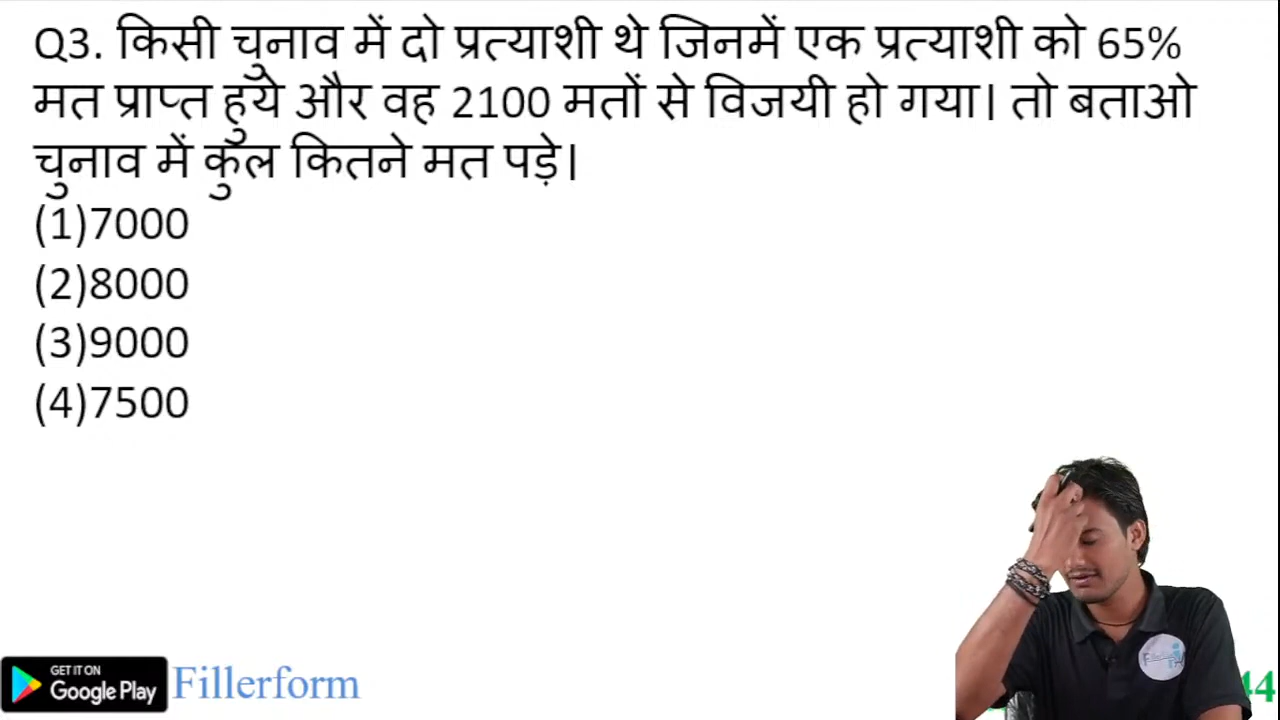 Q3. किसी चुनाव में दो प्रत्याशी थे जिनमें एक प्रत्याशी को 65%
मत प्राप्त हुये और वह 2100 मतों से विजयी हो गया। तो बताओ
चुनाव में कुल कितने मत पड़े।
(1)7000
(2)8000
(3)9000
(4)7500
GET IT ON
Google Play
Fillerform
44